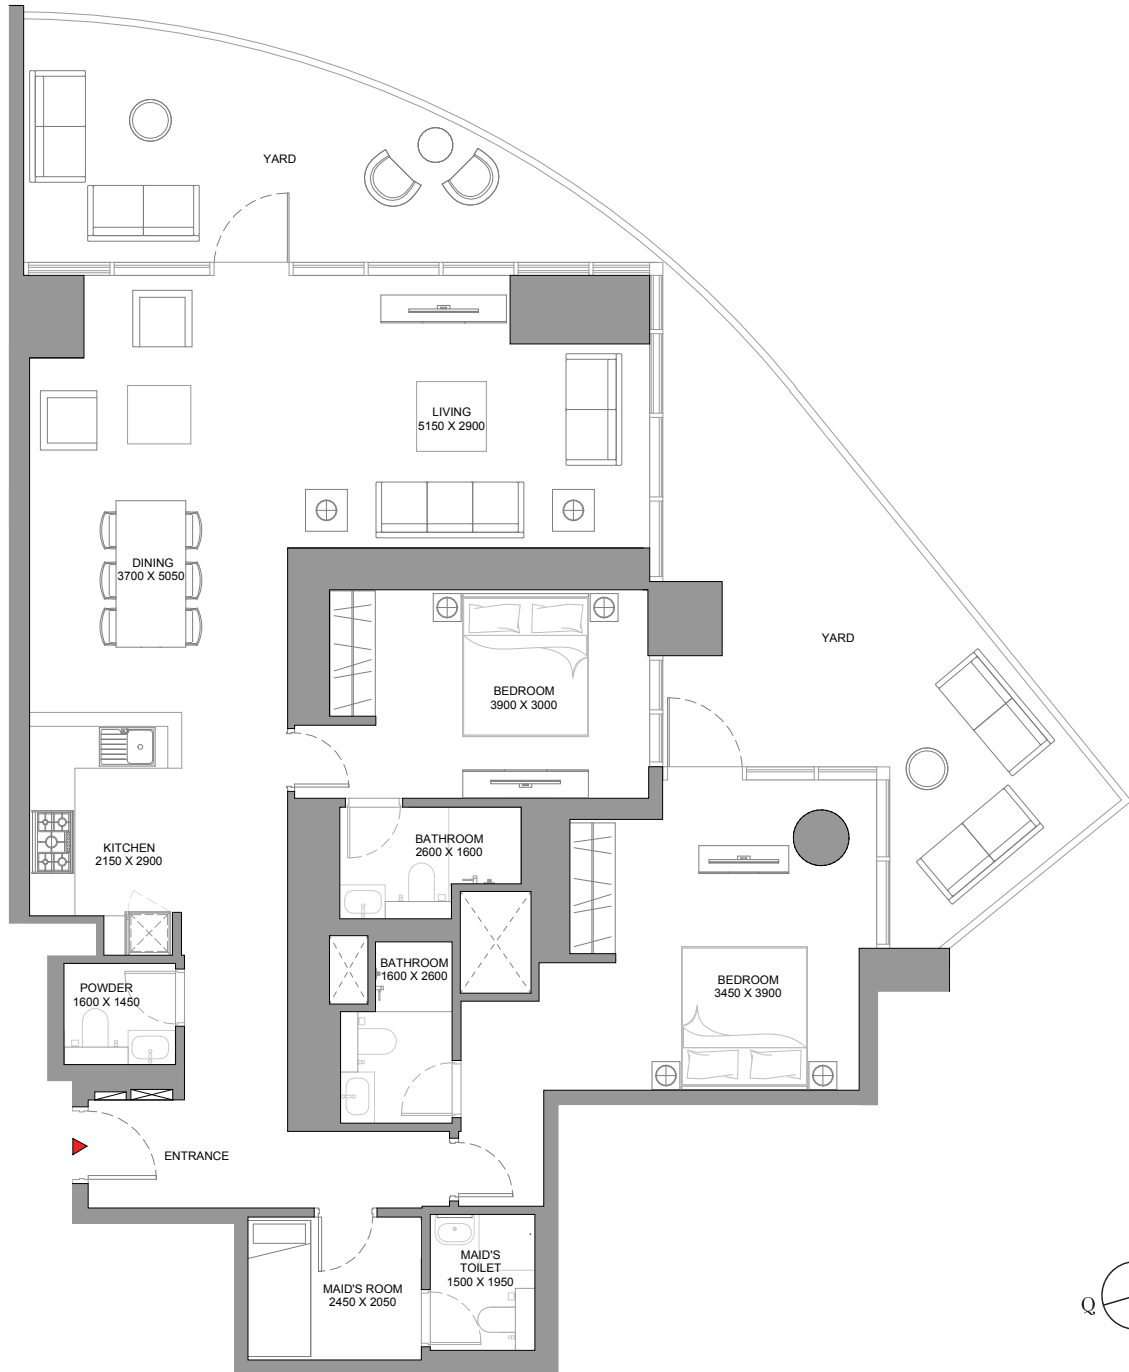 YARD
LIVING
5150 X 2900
DINING
3700 X 5050
YARD
BEDROOM
3900 X 3000
BATHROOM
2600 X 1600
KITCHEN
2150 X 2900
BATHROOM
1600 X 2600
BEDROOM
3450 X 3900
POWDER
1600 X 1450
ENTRANCE
MAID'S
TOILET
1500 X 1950
MAID'S ROOM
2450 X 2050
Q